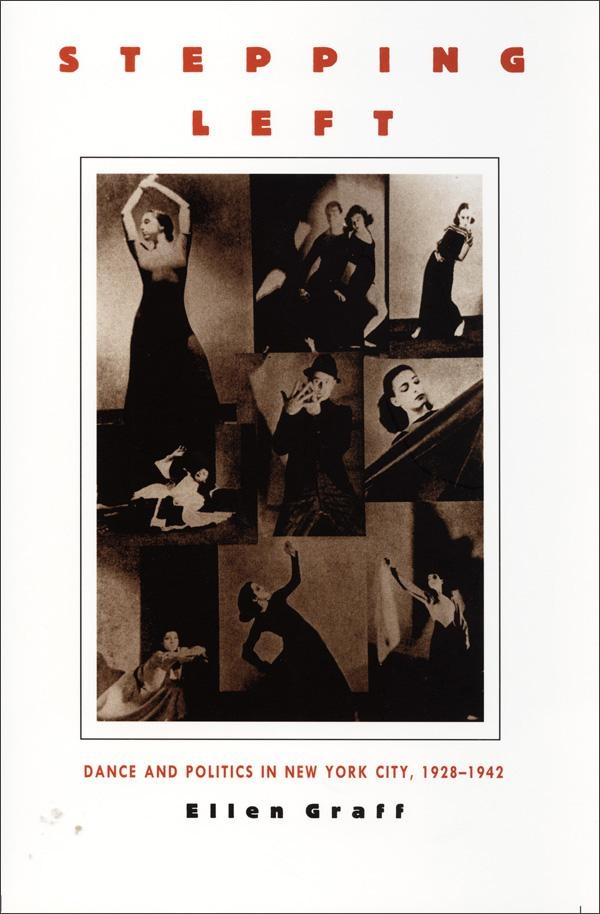 STEPPING
LEFT
DANCE AND POLITICS IN NEW YORK CITY, 1928–1942
Ellen Graff